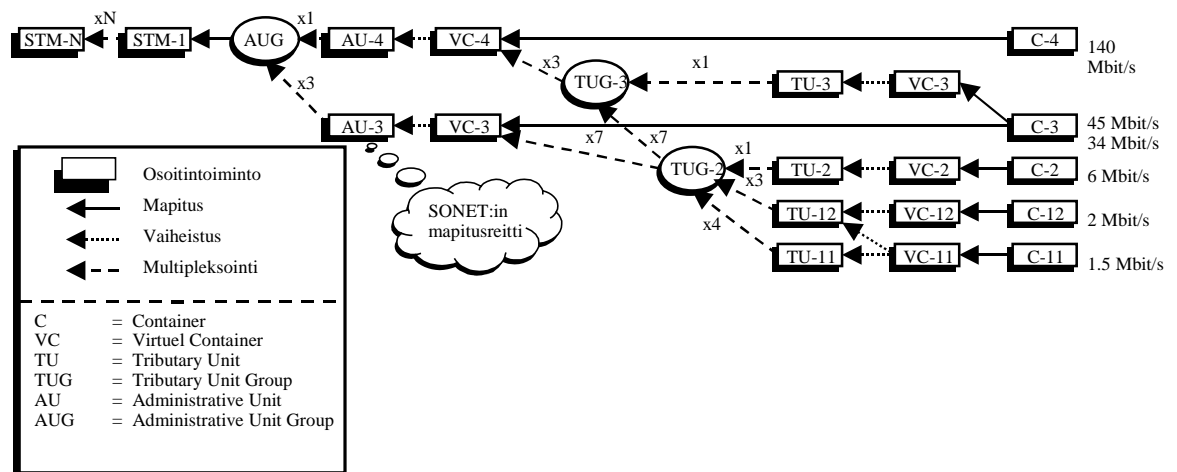 xN
x1
STM-N
STM-1
AUG
AU-4
VC-4
C-4
140
Mbit/s
x3
x1
x3
TUG-3
TU-3
VC-3
AU-3
VC-3
C-3
45 Mbit/s
34 Mbit/s
x7
x7
x1
TUG-2
TU-2
VC-2
C-2
6 Mbit/s
x3
TU-12
VC-12
C-12
2 Mbit/s
x4
TU-11
VC-11
C-11
1.5 Mbit/s
SONET:in
mapitusreitti
Osoitintoiminto
Mapitus
Vaiheistus
Multipleksointi
C = Container
VC = Virtuel Container
TU = Tributary Unit
TUG = Tributary Unit Group
AU = Administrative Unit
AUG = Administrative Unit Group